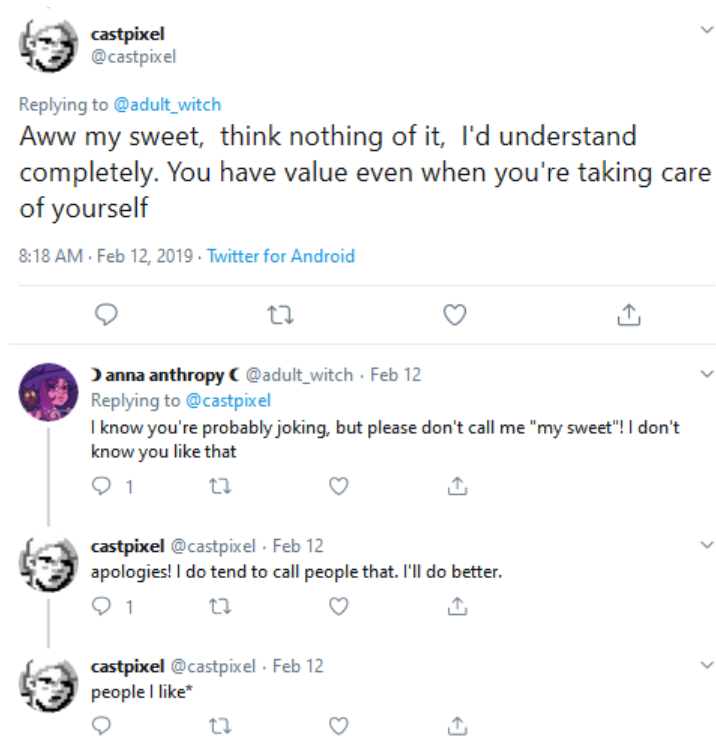 castpixel
@castpixel
Replying to @adult_witch
Aww my sweet,  think nothing of it,  I'd understand
completely. You have value even when you're taking care
of yourself
8:18 AM · Feb 12, 2019 · Twitter for Android
☽ anna anthropy ☾ @adult_witch · Feb 12
Replying to @castpixel
I know you're probably joking, but please don't call me "my sweet"! I don't
know you like that
1
castpixel @castpixel · Feb 12
apologies! I do tend to call people that. I'll do better.
1
castpixel @castpixel · Feb 12
people I like*